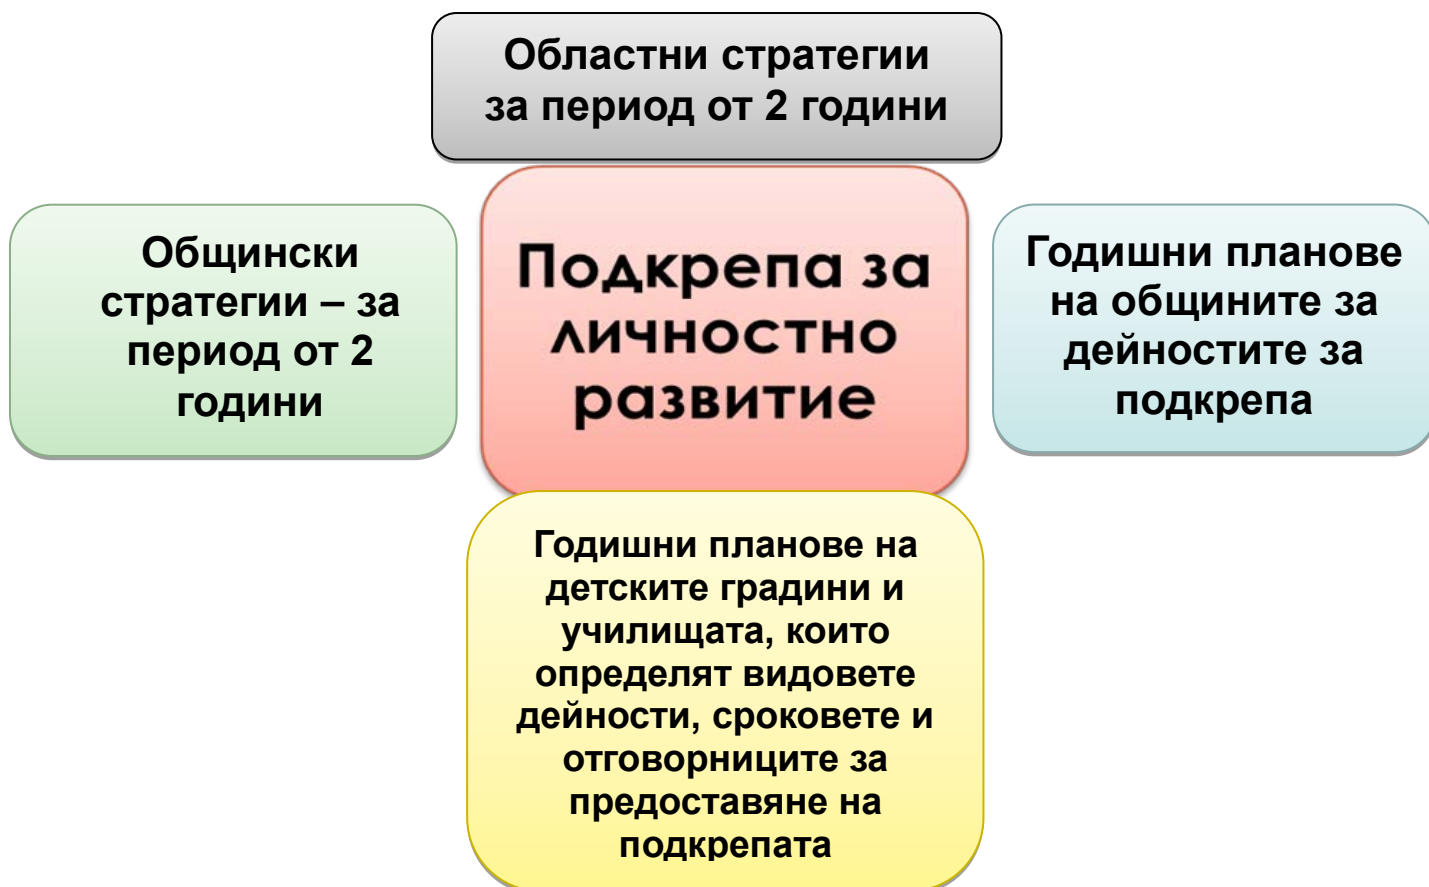 Областни стратегии
за период от 2 години
Общински
стратегии – за
период от 2
години
Подкрепа за
личностно
развитие
Годишни планове
на общините за
дейностите за
подкрепа
Годишни планове на
детските градини и
училищата, които
определят видовете
дейности, сроковете и
отговорниците за
предоставяне на
подкрепата